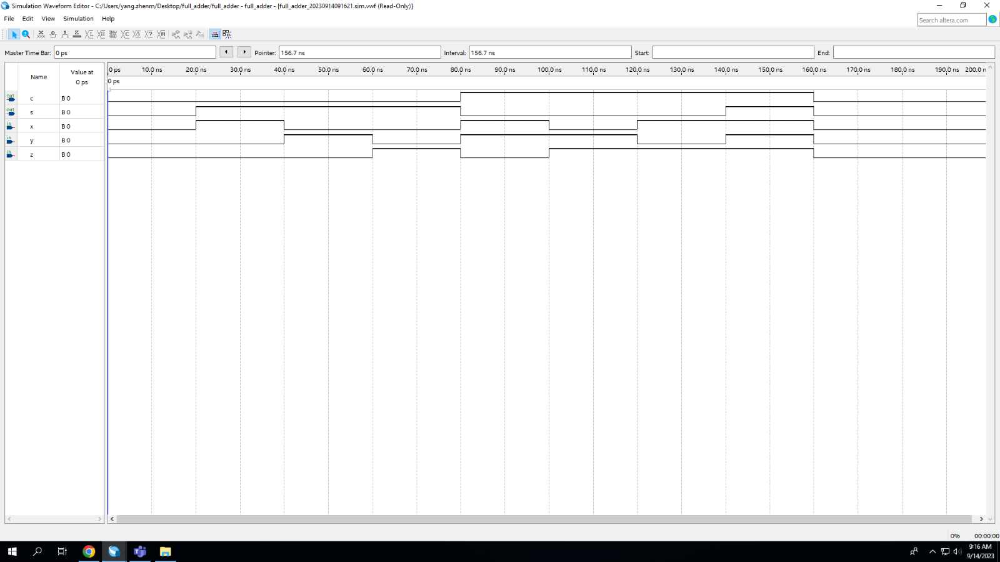 Simulation Waveform Editor - C:/Users/yang.zhenm/Desktop/full_adder/full_adder - full_adder - [full_adder_20230914091621.sim.vwf (Read-Only)]
File Edit View Simulation Help
Search altera.com
Master Time Bar: 0 ps Pointer: 156.7 ns Interval: 156.7 ns Start: End:
Name Value at 0 ps
0 ps 10.0 ns 20.0 ns 30.0 ns 40.0 ns 50.0 ns 60.0 ns 70.0 ns 80.0 ns 90.0 ns 100.0 ns 110.0 ns 120.0 ns 130.0 ns 140.0 ns 150.0 ns 160.0 ns 170.0 ns 180.0 ns 190.0 ns 200.0 n
0 ps
out c B 0
out s B 0
in x B 0
in y B 0
in z B 0
0% 00:00:00
9:16 AM
9/14/2023